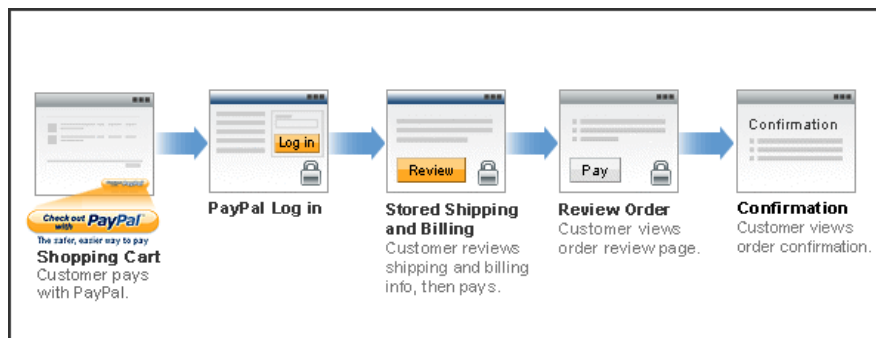 Check out with PayPal
The safer, easier way to pay
Shopping Cart
Customer pays
with PayPal.
Log in
PayPal Log in
Review
Stored Shipping
and Billing
Customer reviews
shipping and billing
info, then pays.
Pay
Review Order
Customer views
order review page.
Confirmation
Confirmation
Customer views
order confirmation.